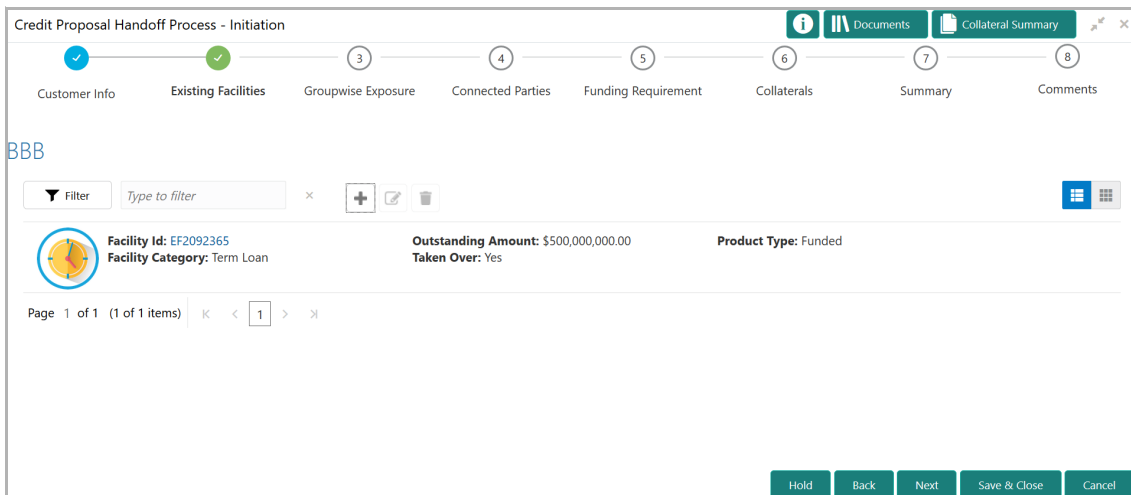 Credit Proposal Handoff Process - Initiation
i Documents Collateral Summary
3 4 5 6 7 8
Customer Info Existing Facilities Groupwise Exposure Connected Parties Funding Requirement Collaterals Summary Comments
BBB
Filter Type to filter
Facility Id: EF2092365 Outstanding Amount: $500,000,000.00 Product Type: Funded
Facility Category: Term Loan Taken Over: Yes
Page 1 of 1 (1 of 1 items) 1
Hold Back Next Save & Close Cancel